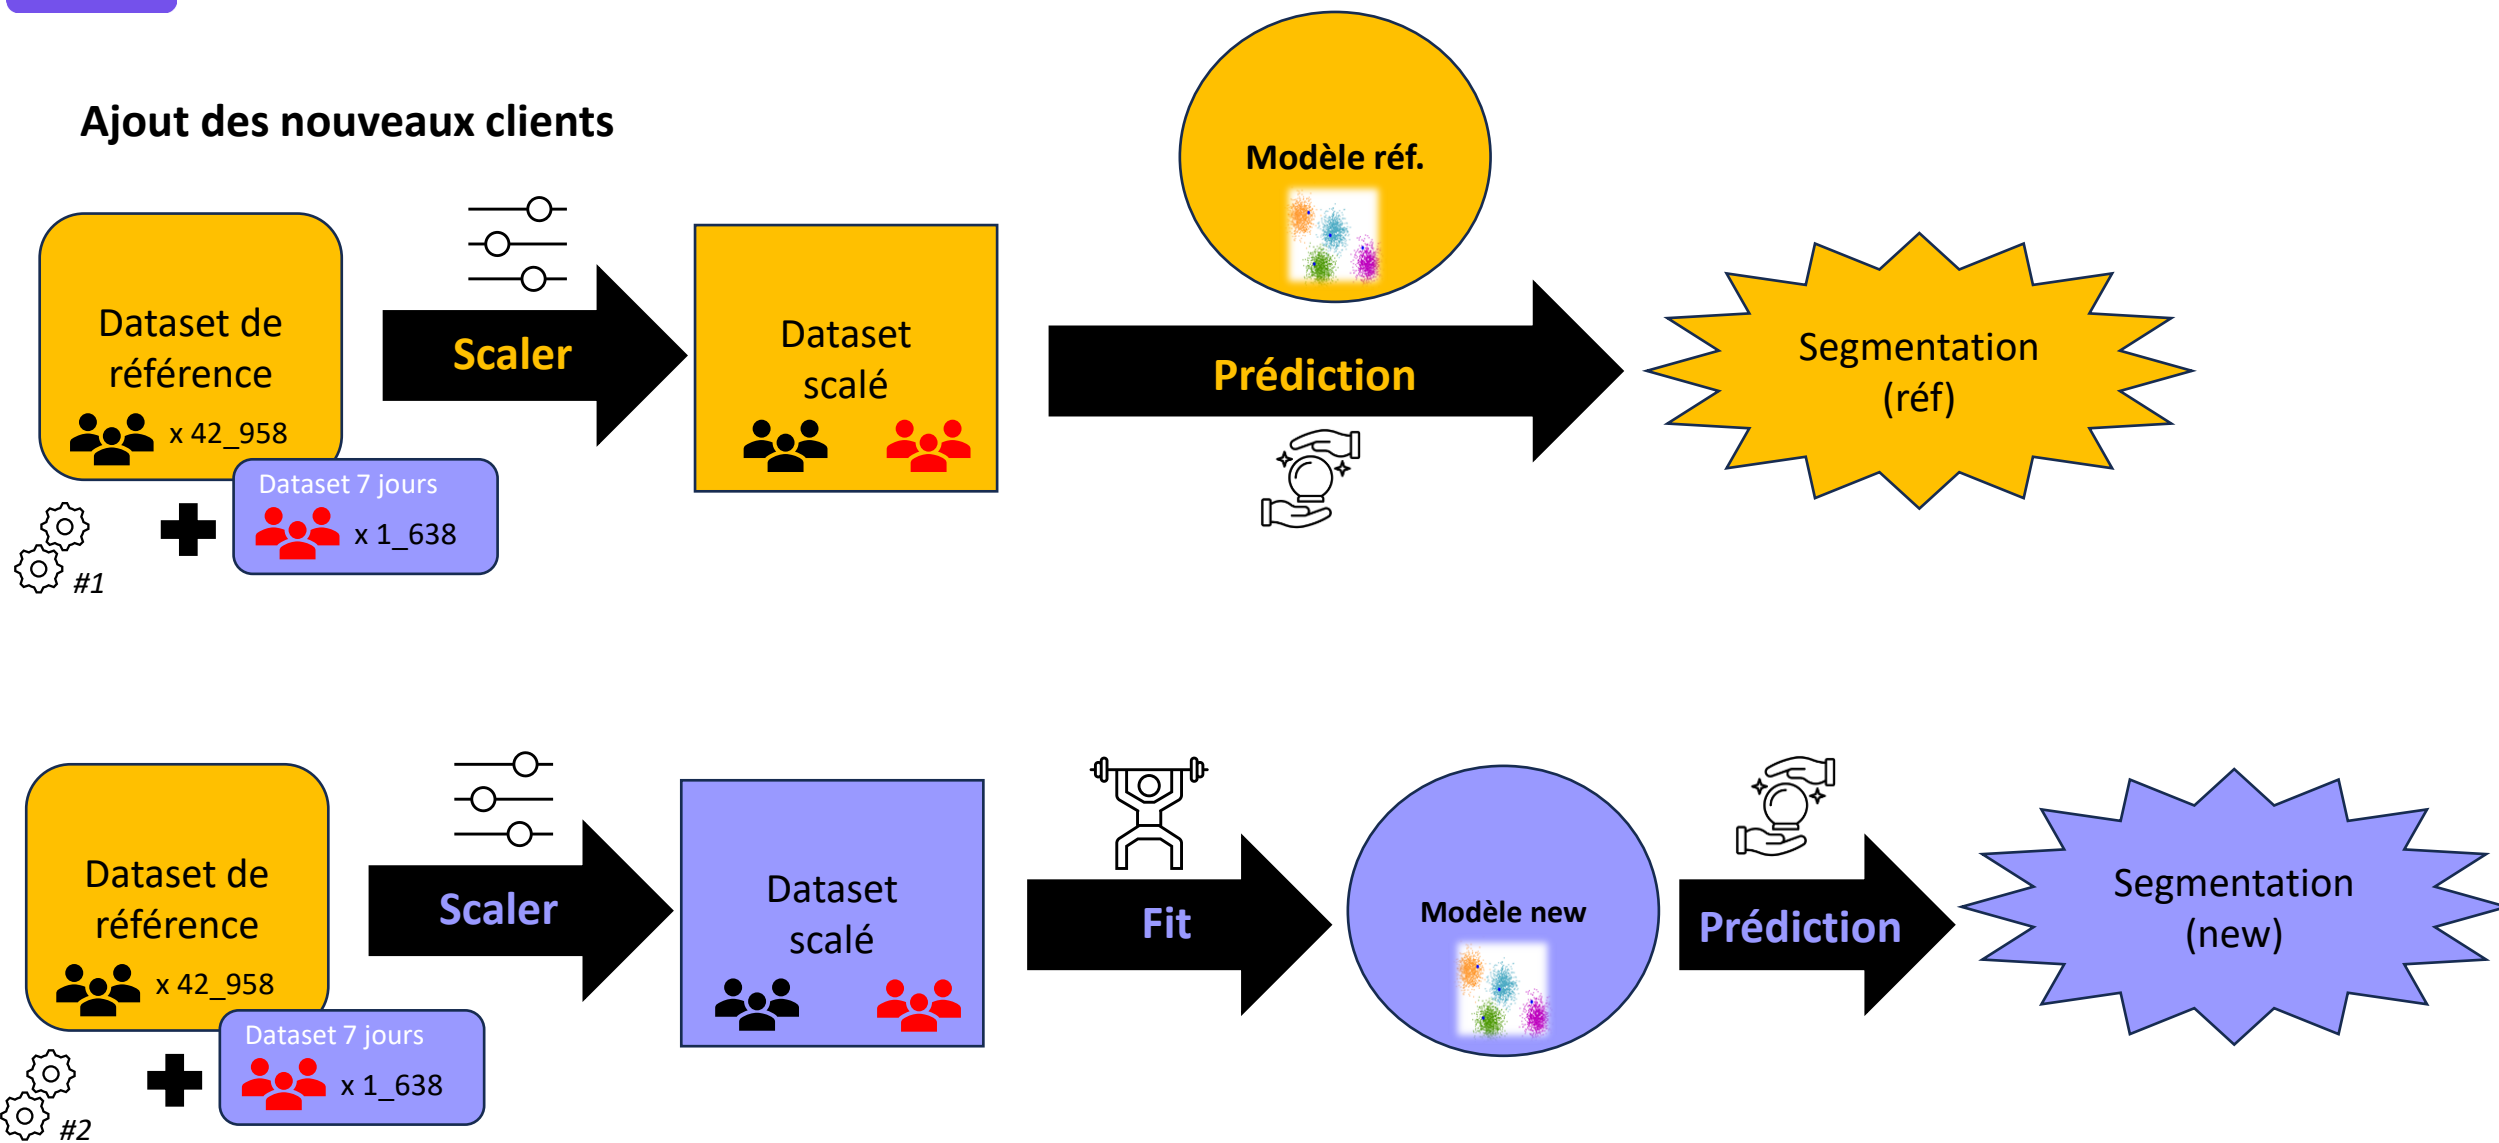 Ajout des nouveaux clients
Modèle réf.
Dataset de
référence
x 42_958
Scaler
Dataset
scalé
Prédiction
Segmentation
(réf)
Dataset 7 jours
x 1_638
#1
Dataset de
référence
x 42_958
Scaler
Dataset
scalé
Fit
Modèle new
Prédiction
Segmentation
(new)
Dataset 7 jours
x 1_638
#2